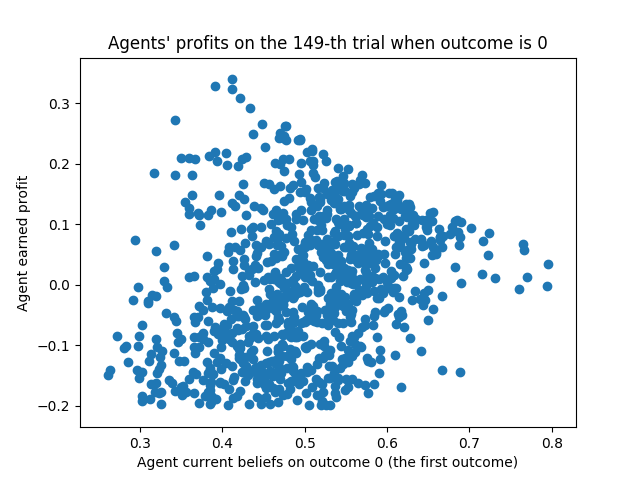 Agents' profits on the 149-th trial when outcome is 0
0.3
0.2
0.1
0.0
−0.1
−0.2
Agent earned profit
0.3 0.4 0.5 0.6 0.7 0.8
Agent current beliefs on outcome 0 (the first outcome)